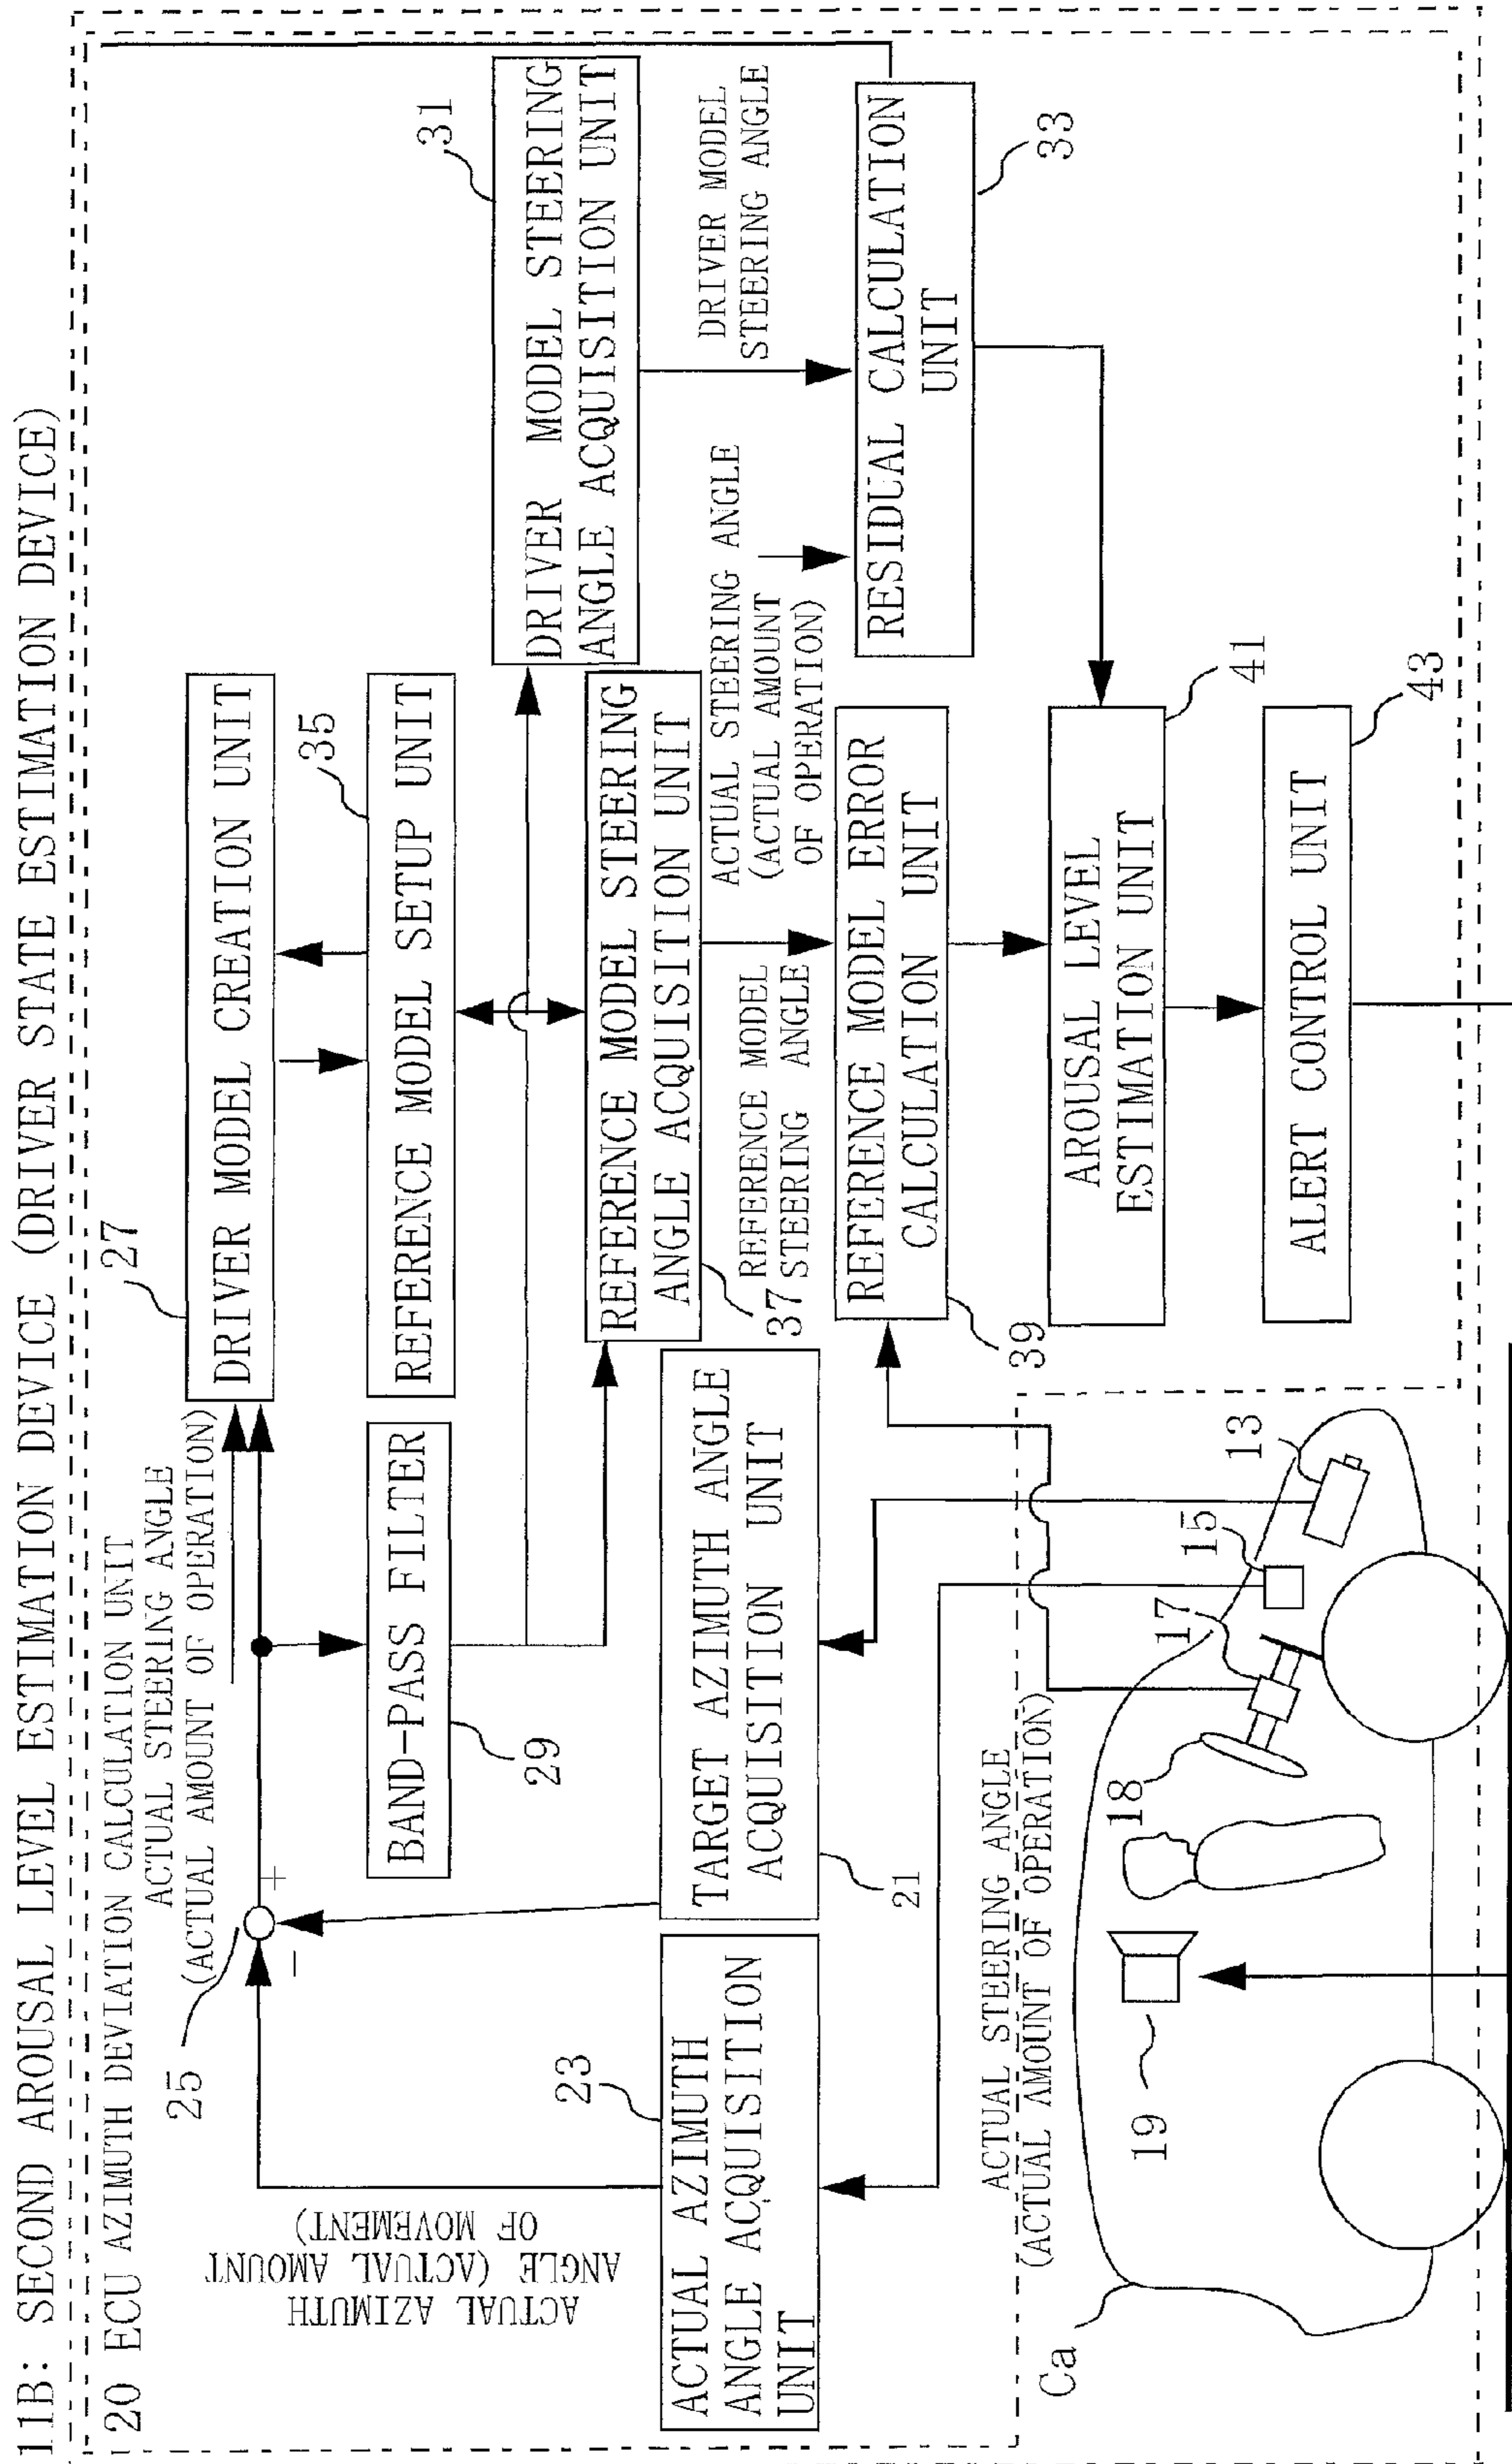 11B: SECOND AROUSAL LEVEL ESTIMATION DEVICE (DRIVER STATE ESTIMATION DEVICE)
20 ECU AZIMUTH DEVIATION CALCULATION UNIT
ACTUAL STEERING ANGLE
(ACTUAL AMOUNT OF OPERATION)
25
+
-
27
DRIVER MODEL CREATION UNIT
ACTUAL AZIMUTH
ANGLE (ACTUAL AMOUNT
OF MOVEMENT)
BAND-PASS FILTER
29
35
REFERENCE MODEL SETUP UNIT
31
DRIVER MODEL STEERING
ANGLE ACQUISITION UNIT
23
ACTUAL AZIMUTH
ANGLE ACQUISITION
UNIT
TARGET AZIMUTH ANGLE
ACQUISITION UNIT
21
REFERENCE MODEL STEERING
ANGLE ACQUISITION UNIT
37
REFERENCE MODEL
STEERING ANGLE
ACTUAL STEERING ANGLE
(ACTUAL AMOUNT
OF OPERATION)
DRIVER MODEL
STEERING ANGLE
REFERENCE MODEL ERROR
CALCULATION UNIT
39
RESIDUAL CALCULATION
UNIT
33
ACTUAL STEERING ANGLE
(ACTUAL AMOUNT OF OPERATION)
AROUSAL LEVEL
ESTIMATION UNIT
41
ALERT CONTROL UNIT
43
Ca
19
18
17
15
13